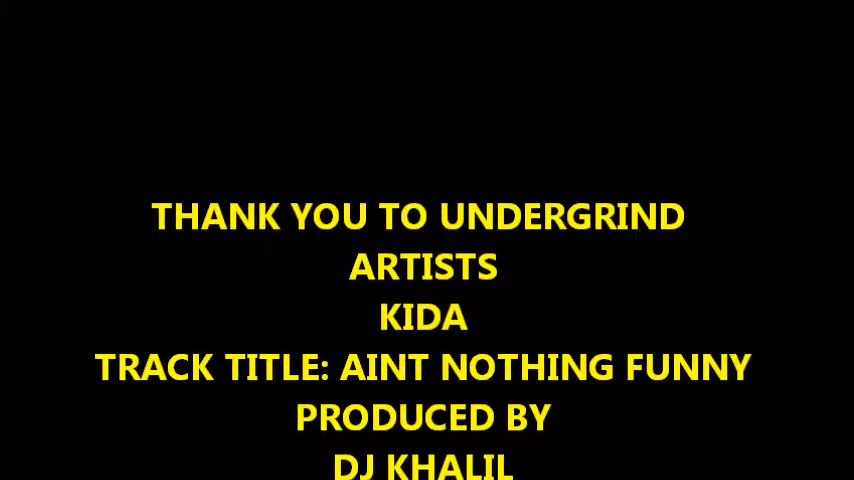 THANK YOU TO UNDERGRIND
ARTISTS
KIDA
TRACK TITLE: AINT NOTHING FUNNY
PRODUCED BY
DJ KHALIL